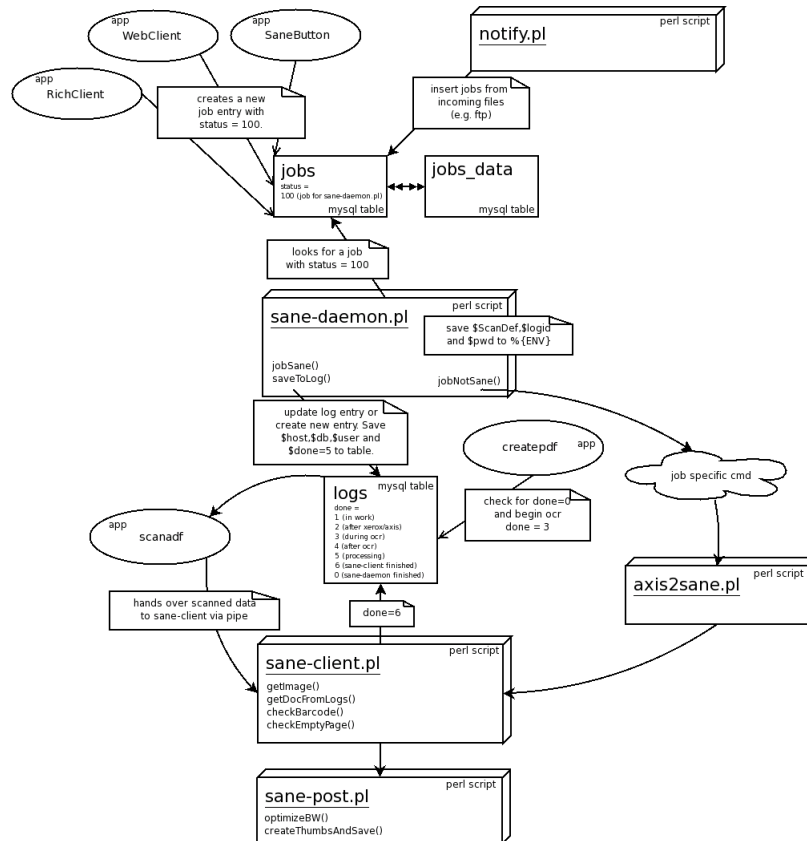 app
WebClient
app
SaneButton
perl script
notify.pl
app
RichClient
creates a new
job entry with
status = 100.
insert jobs from
incoming files
(e.g. ftp)
jobs
status =
100 (job for sane-daemon.pl)
mysql table
jobs_data
mysql table
looks for a job
with status = 100
perl script
sane-daemon.pl
save $ScanDef,$logid
and $pwd to %{ENV}
jobSane()
saveToLog()
jobNotSane()
update log entry or
create new entry. Save
$host,$db,$user and
$done=5 to table.
createpdf
app
job specific cmd
mysql table
logs
done =
1 (in work)
2 (after xerox/axis)
3 (during ocr)
4 (after ocr)
5 (processing)
6 (sane-client finished)
0 (sane-daemon finished)
check for done=0
and begin ocr
done = 3
app
scanadf
hands over scanned data
to sane-client via pipe
done=6
perl script
axis2sane.pl
perl script
sane-client.pl
getImage()
getDocFromLogs()
checkBarcode()
checkEmptyPage()
perl script
sane-post.pl
optimizeBW()
createThumbsAndSave()